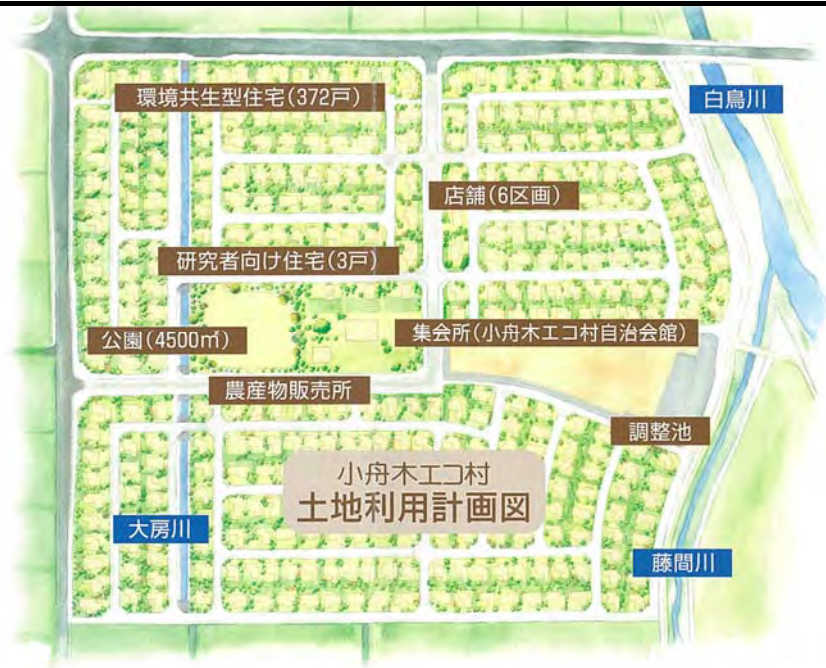 環境共生型住宅(372戸)
白鳥川
店舗(6区画)
研究者向け住宅(3戸)
公園(4500㎡)
集会所(小舟木エコ村自治会館)
農産物販売所
調整池
小舟木エコ村
土地利用計画図
大房川
藤間川